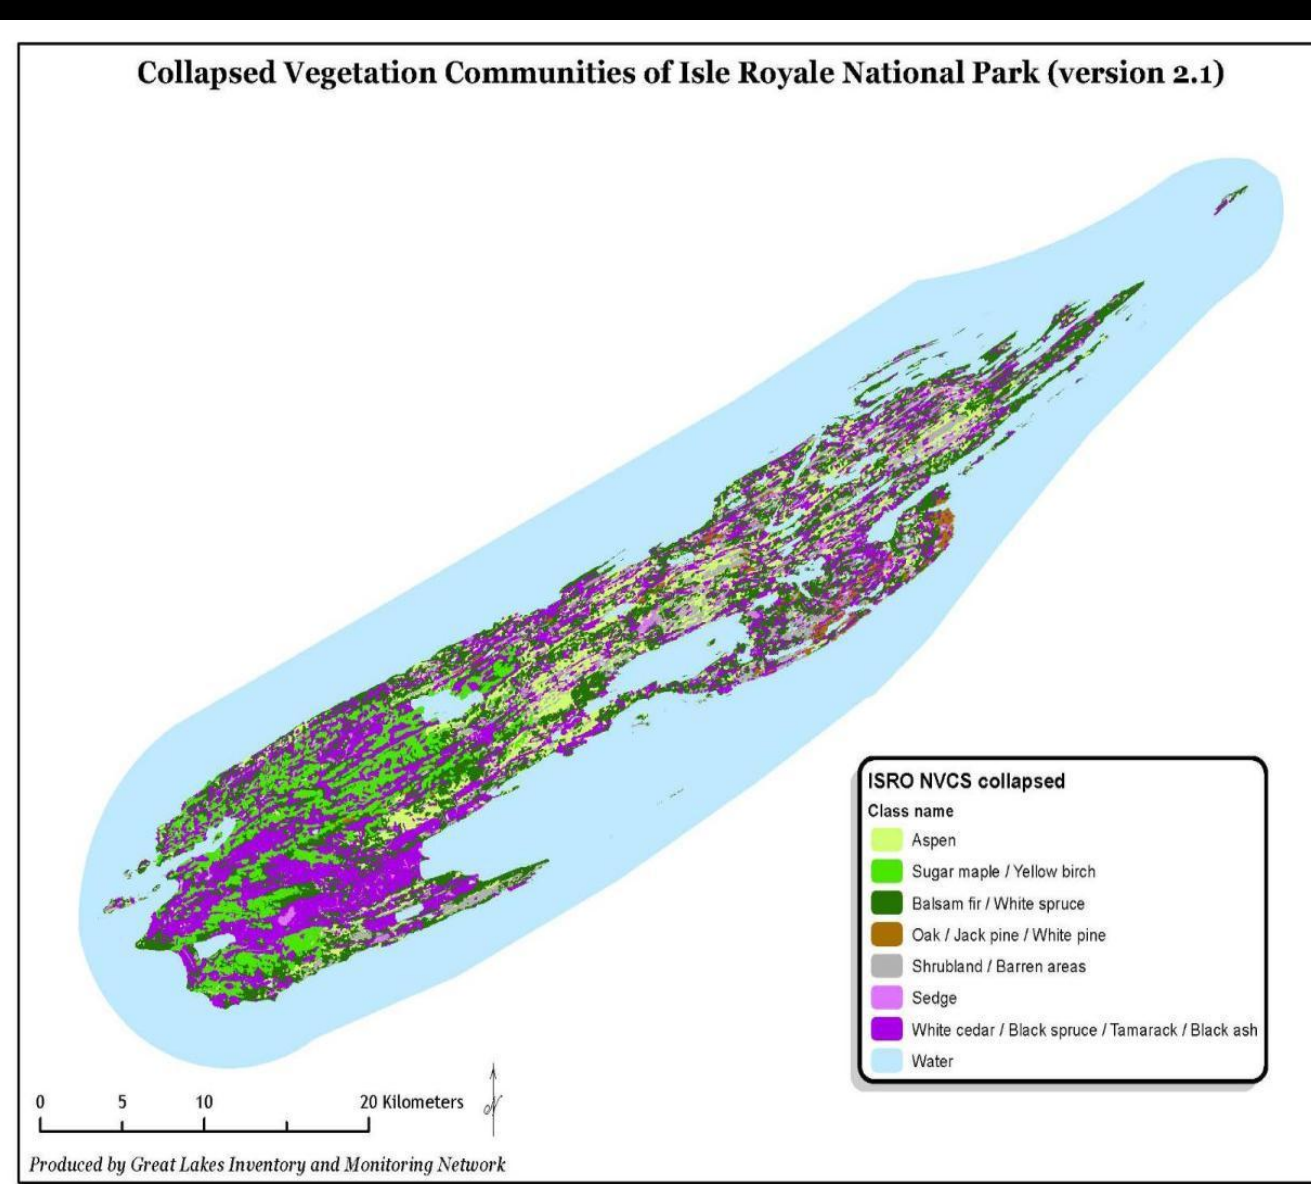 Collapsed Vegetation Communities of Isle Royale National Park (version 2.1)
ISRO NVCS collapsed
Class name
Aspen
Sugar maple / Yellow birch
Balsam fir / White spruce
Oak / Jack pine / White pine
Shrubland / Barren areas
Sedge
White cedar / Black spruce / Tamarack / Black ash
Water
0 5 10 20 Kilometers
N
Produced by Great Lakes Inventory and Monitoring Network